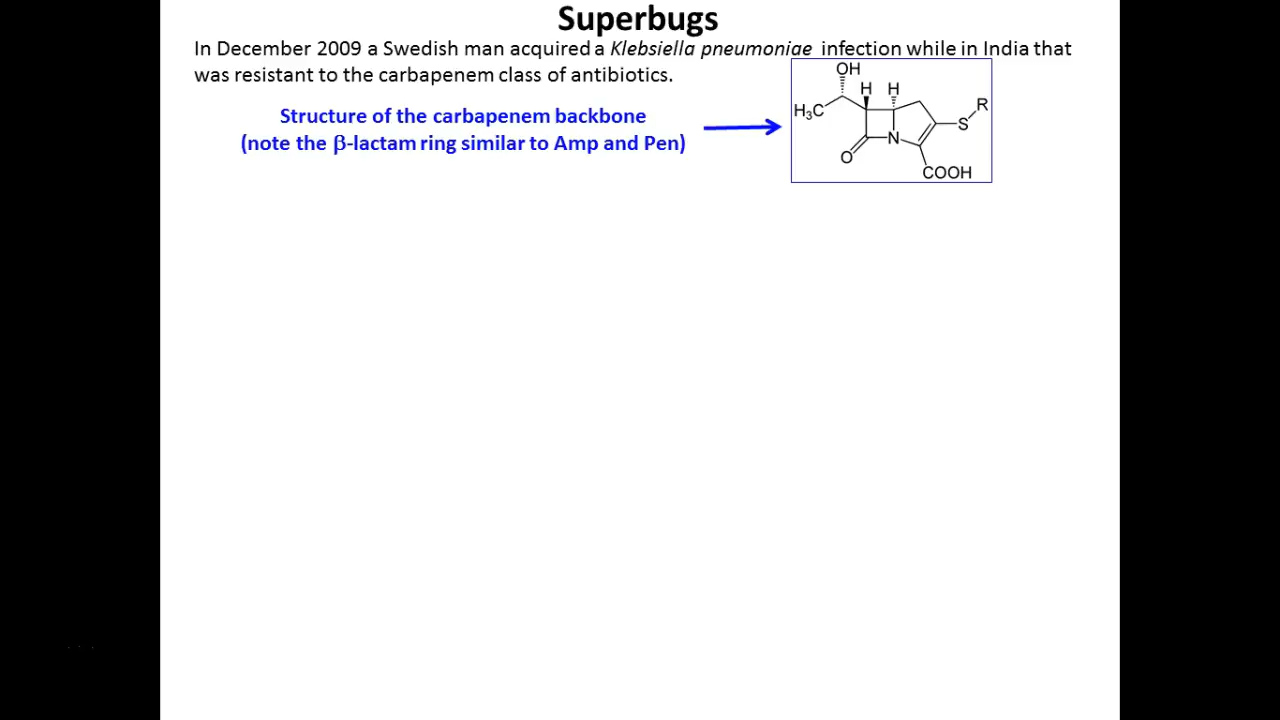 Superbugs
In December 2009 a Swedish man acquired a Klebsiella pneumoniae infection while in India that
was resistant to the carbapenem class of antibiotics.
Structure of the carbapenem backbone
(note the β-lactam ring similar to Amp and Pen)
OH
H H
H₃C
R
S
N
O
COOH